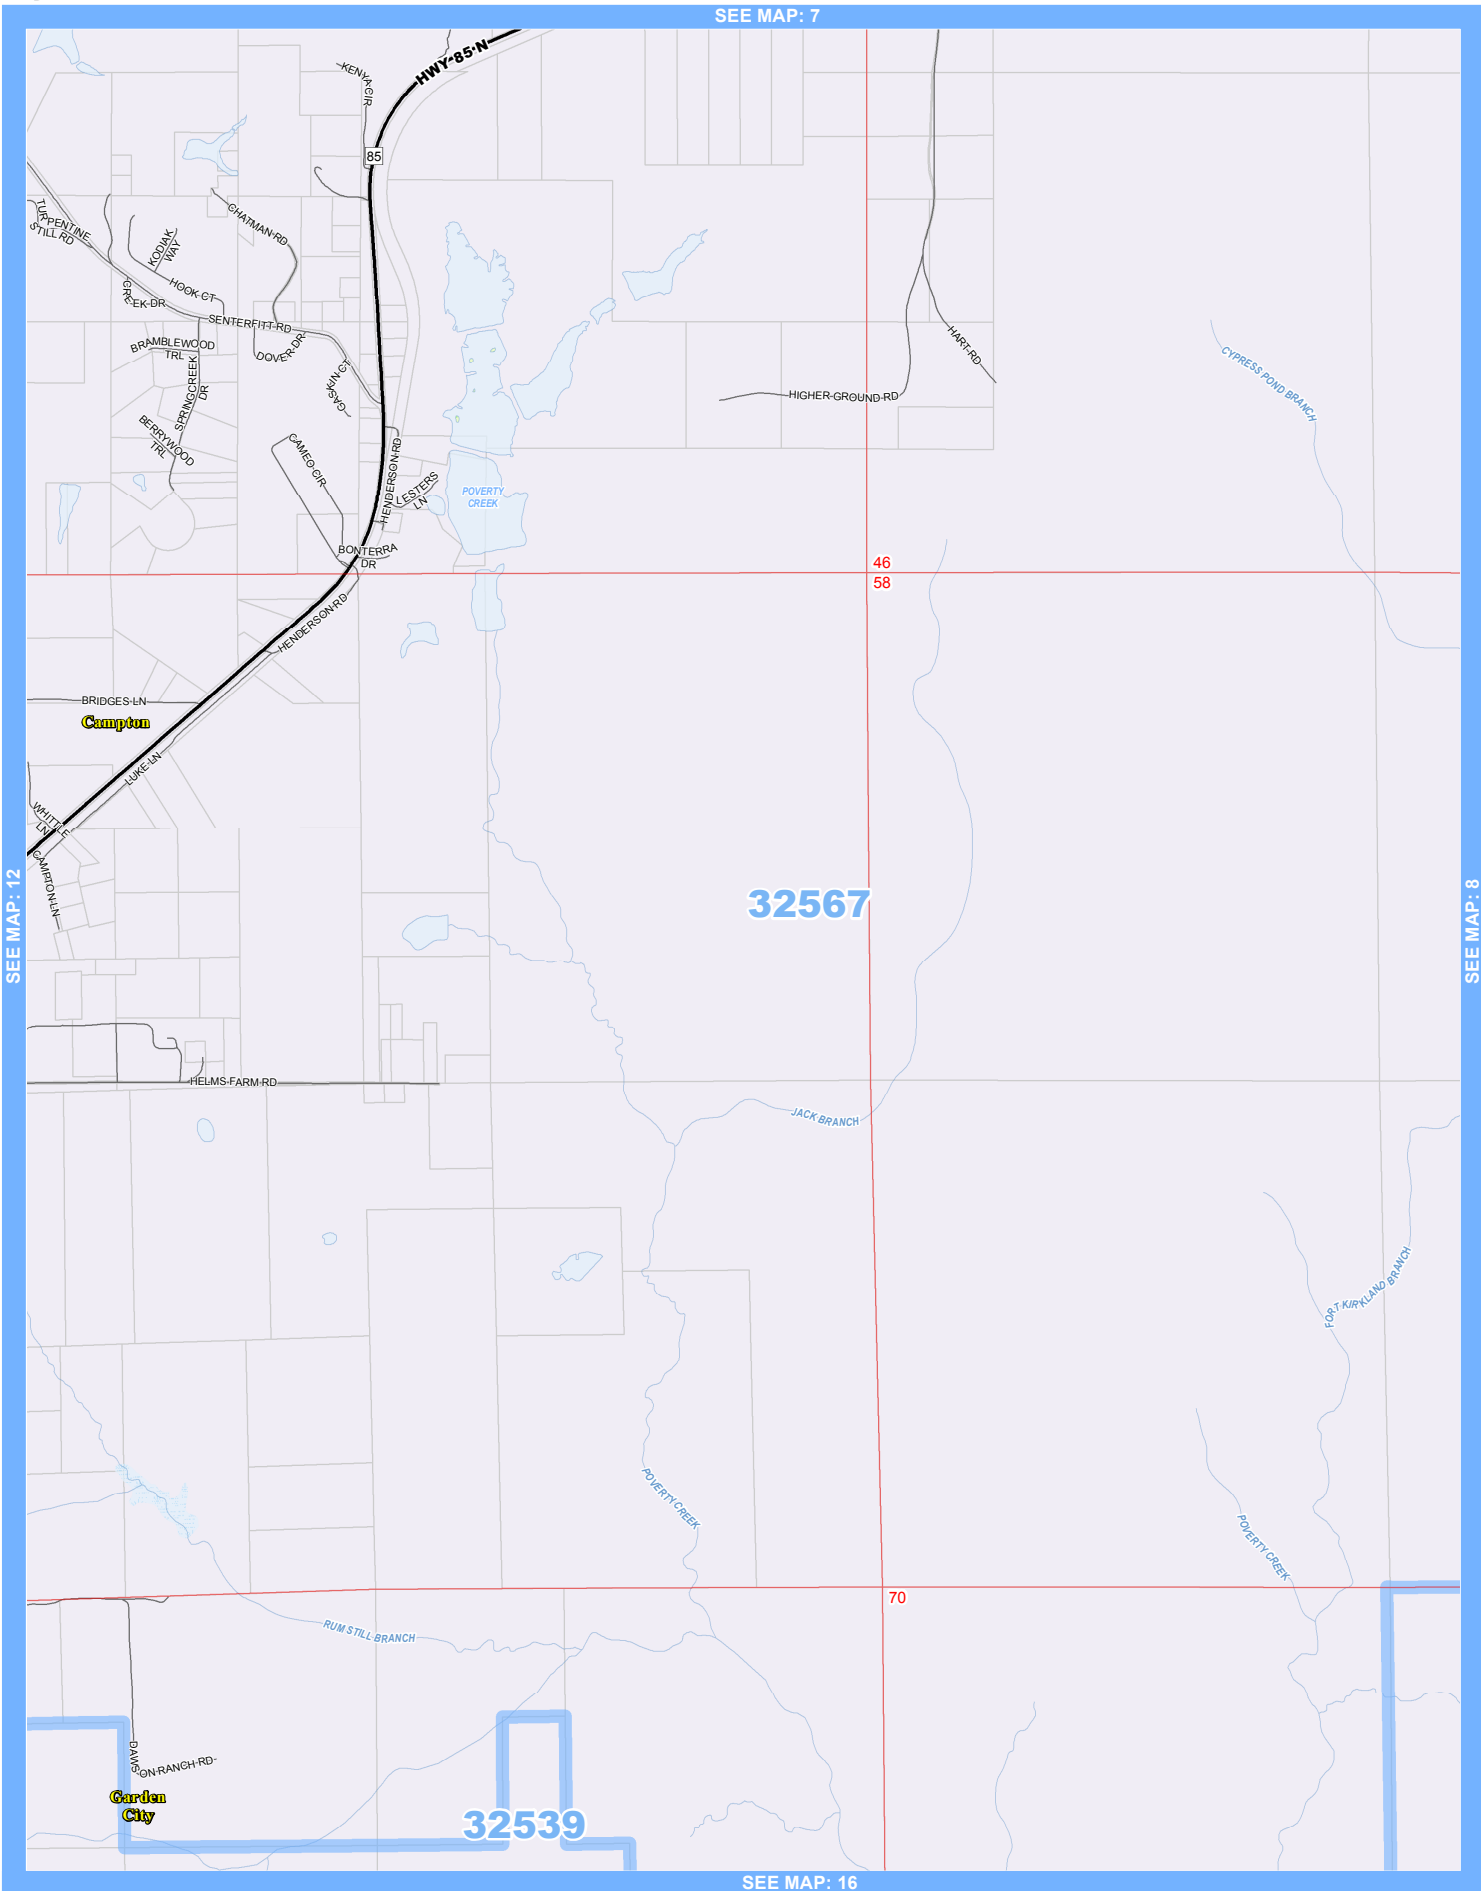 SEE MAP: 7
HWY 85 N
KENYA CIR
85
TURPENTINE
STILL RD
CHATMAN RD
KODIAK
WAY
HOOK CT
CREEK DR
SENTERFITT RD
BRAMBLEWOOD
TRL
DOVER DR
SPRINGCREEK
DR
GASKIN CT
HART RD
CYPRESS POND BRANCH
HIGHER GROUND RD
BERRYWOOD
TRL
CAMEO CIR
HENDERSON RD
LESTERS
LN
POVERTY
CREEK
BONTERRA
DR
46
58
HENDERSON RD
BRIDGES LN
Campton
LUKE LN
WHITTLE
LN
CAMPTON LN
SEE MAP: 12
32567
SEE MAP: 8
HELMS FARM RD
JACK BRANCH
FORT KIRKLAND BRANCH
POVERTY CREEK
POVERTY CREEK
70
RUM STILL BRANCH
DAWSON RANCH RD
Garden
City
32539
SEE MAP: 16